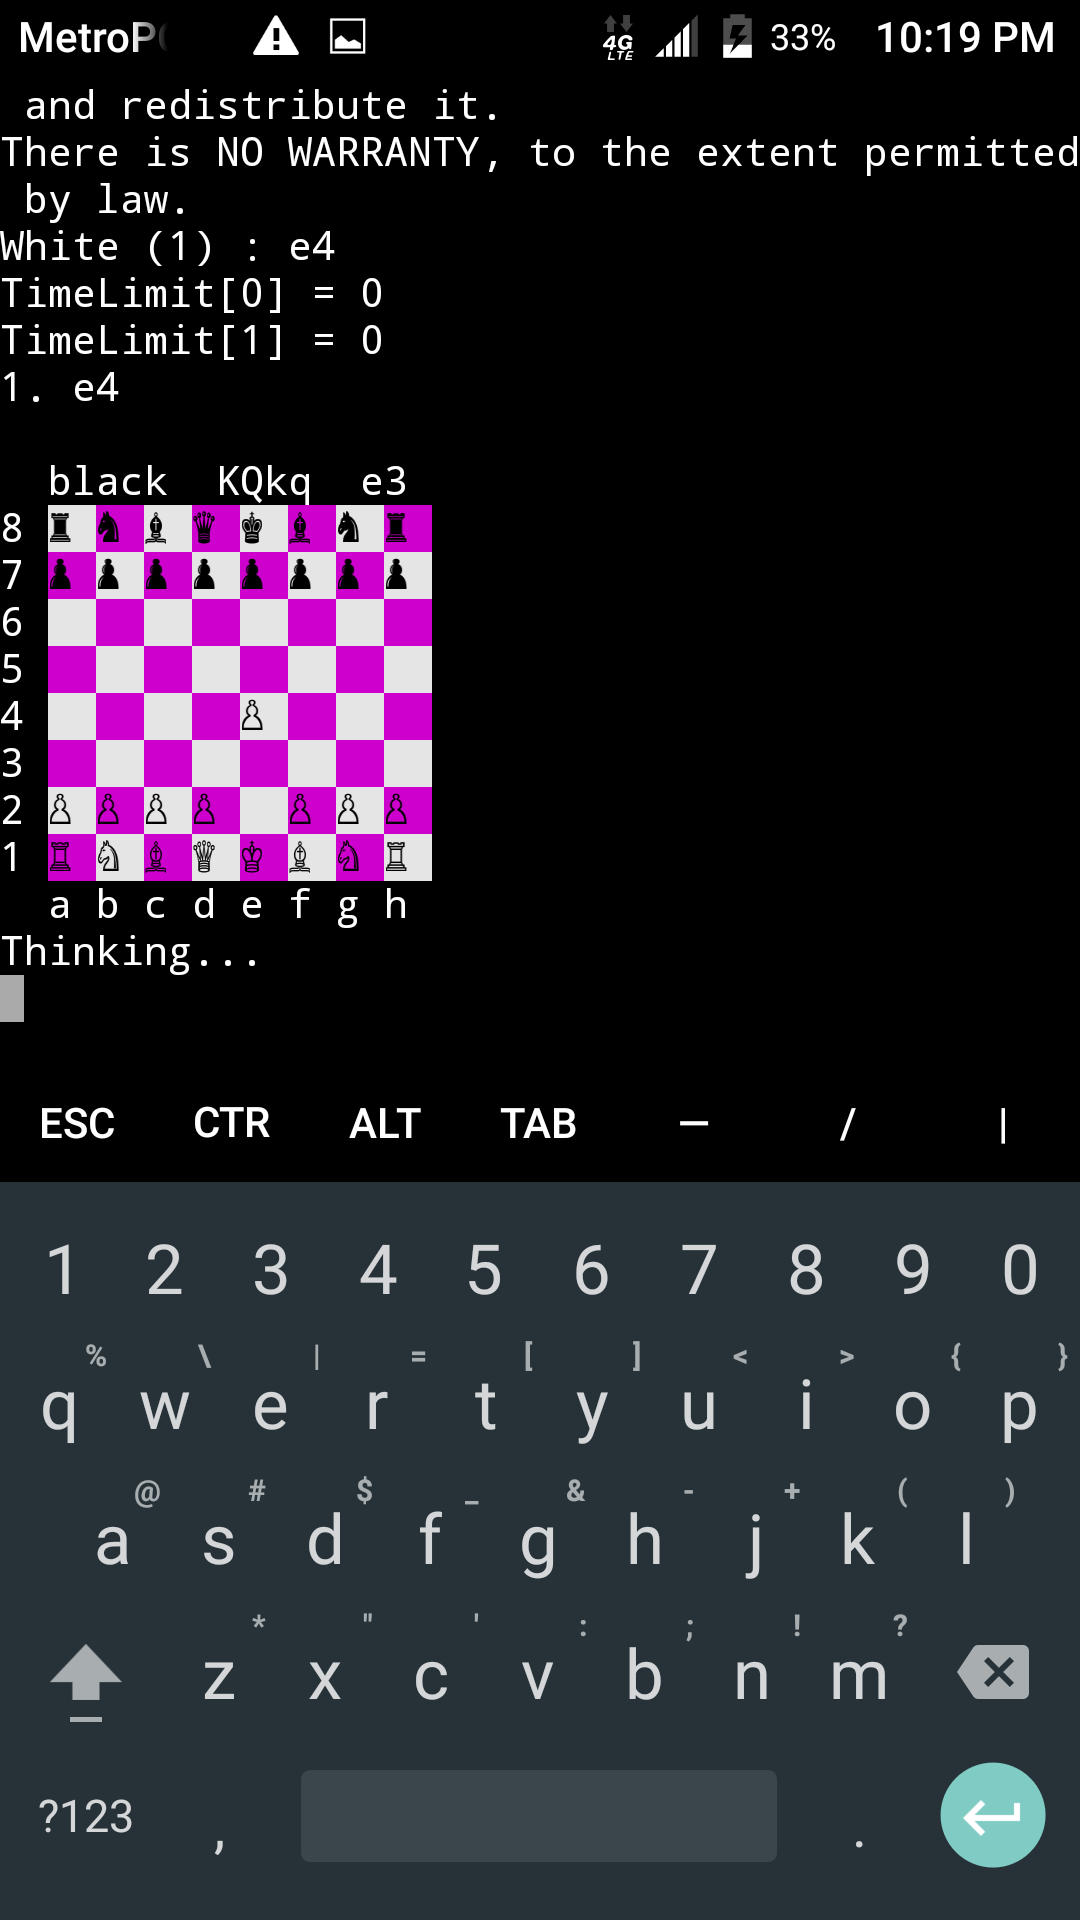 MetroP 4G LTE 33% 10:19 PM
and redistribute it.
There is NO WARRANTY, to the extent permitted
by law.
White (1) : e4
TimeLimit[0] = 0
TimeLimit[1] = 0
1. e4
black KQkq e3
8 ♜ ♞ ♝ ♛ ♚ ♝ ♞ ♜
7 ♟ ♟ ♟ ♟ ♟ ♟ ♟ ♟
6
5
4 ♙
3
2 ♙ ♙ ♙ ♙ ♙ ♙ ♙
1 ♖ ♘ ♗ ♕ ♔ ♗ ♘ ♖
a b c d e f g h
Thinking...
ESC CTR ALT TAB — / |
1 2 3 4 5 6 7 8 9 0
% \ | = [ ] < > { }
q w e r t y u i o p
@ # $ _ & - + ( )
a s d f g h j k l
* " ' : ; ! ?
z x c v b n m
?123 , .